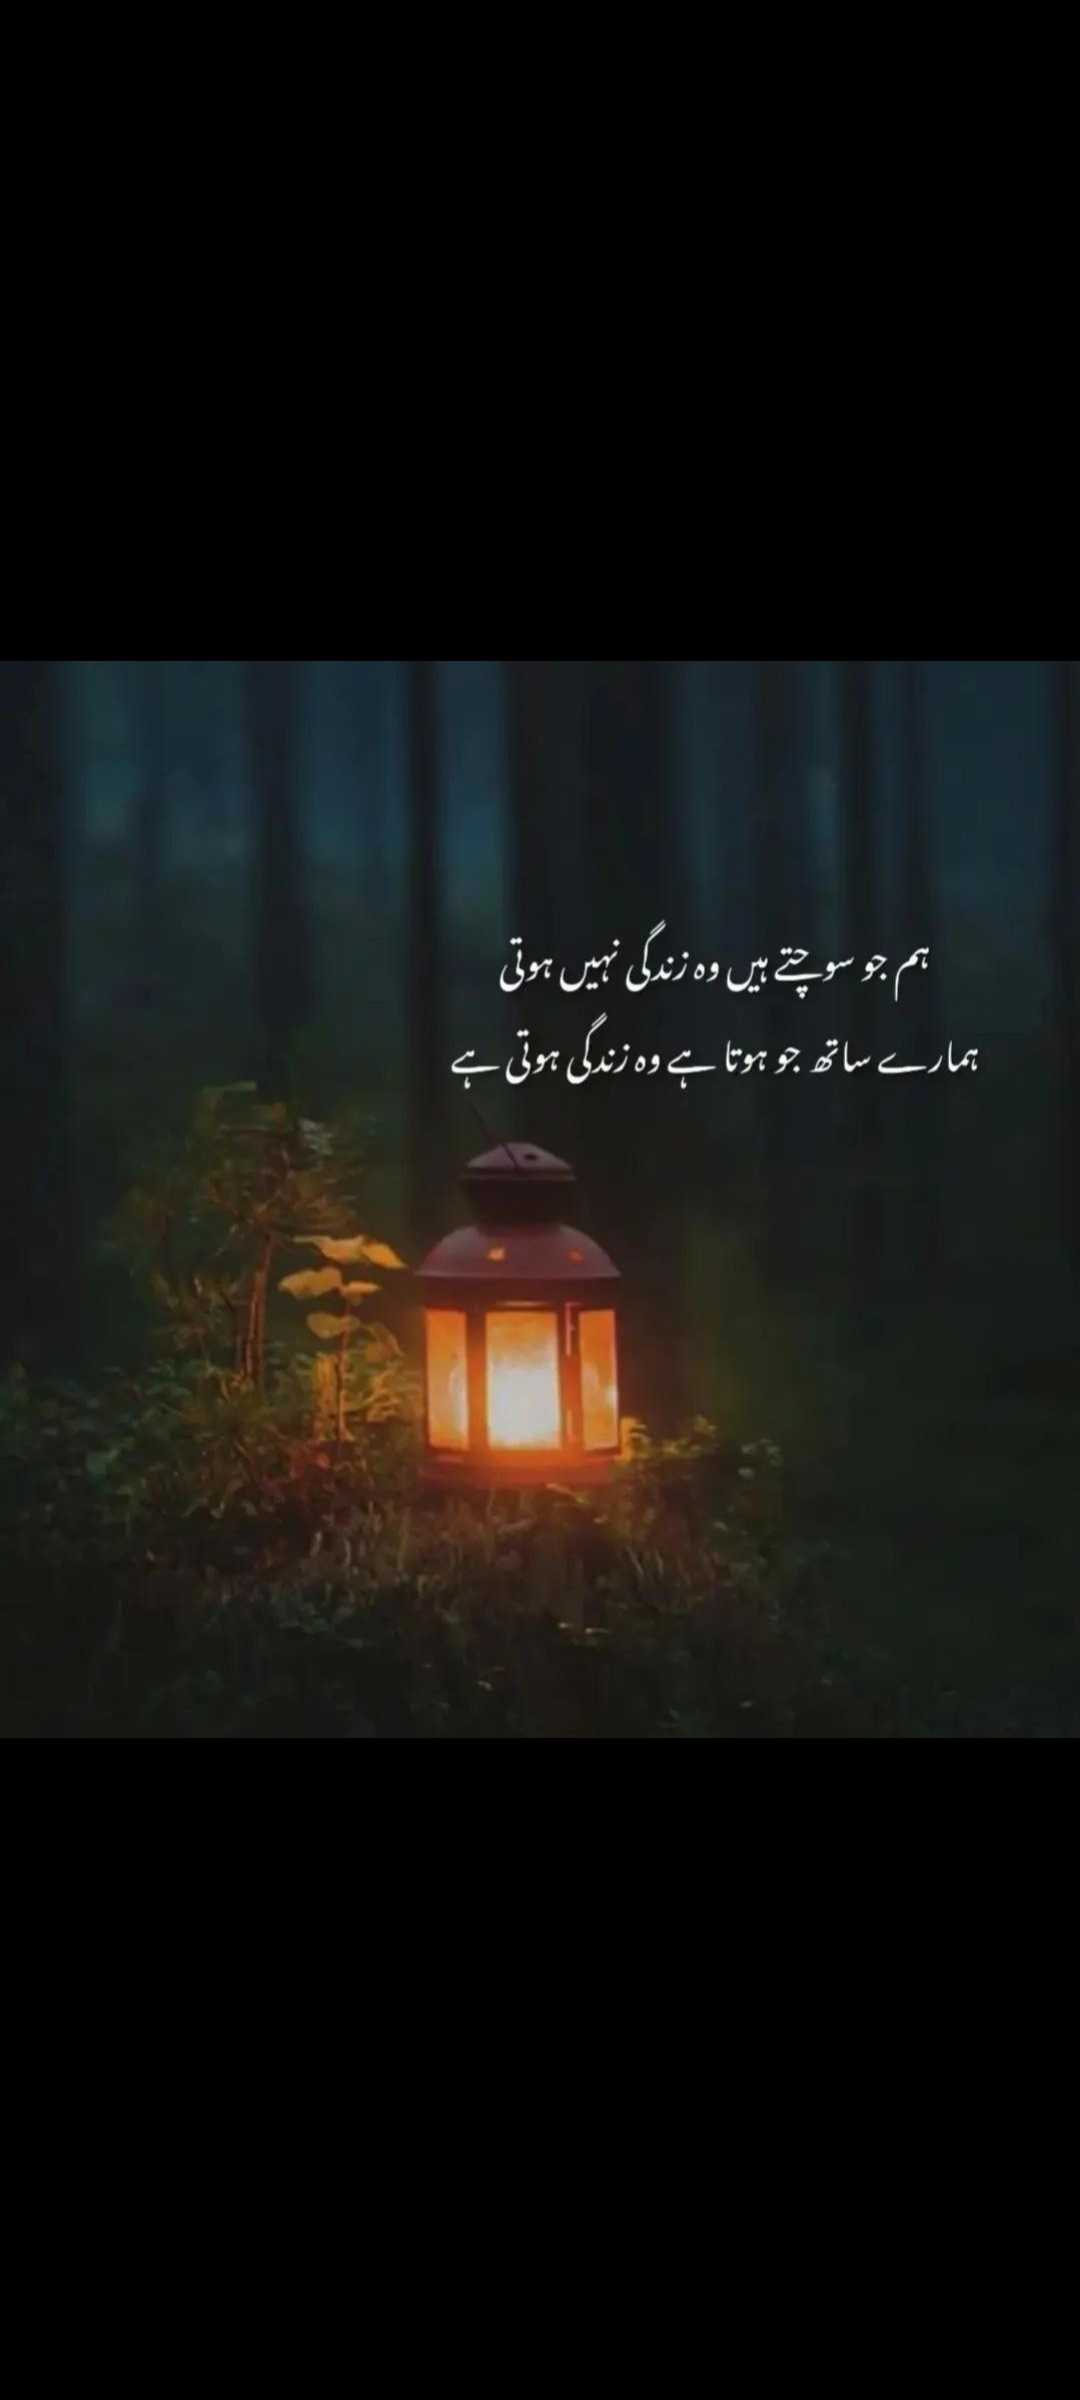 ہم جو سوچتے ہیں وہ زندگی نہیں ہوتی
ہمارے ساتھ جو ہوتا ہے وہ زندگی ہوتی ہے